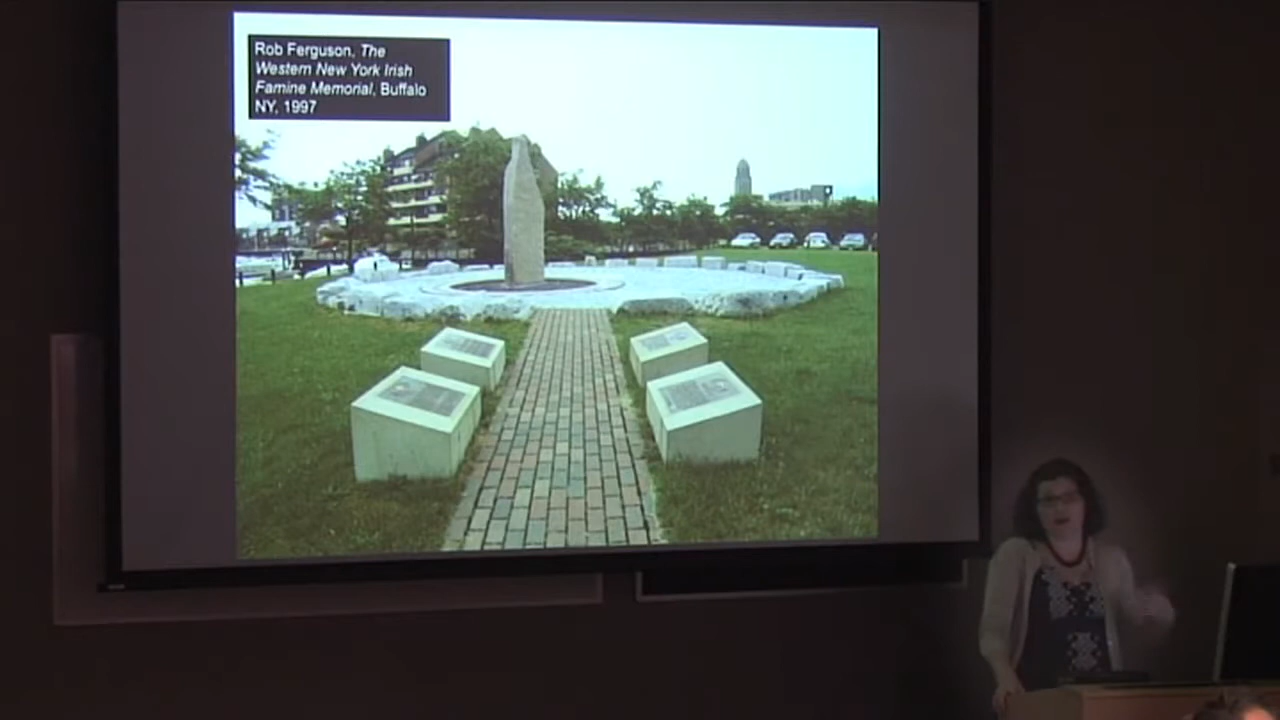 Rob Ferguson, The
Western New York Irish
Famine Memorial, Buffalo
NY, 1997